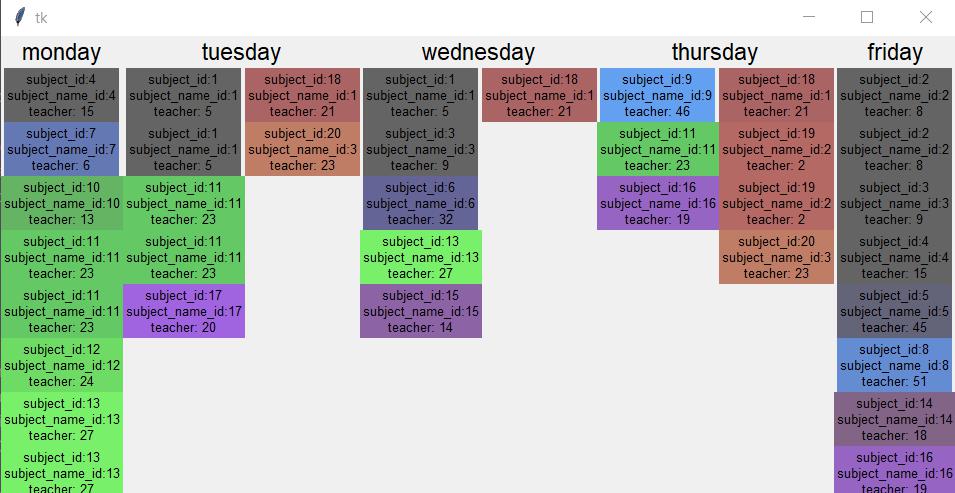 tk
monday tuesday wednesday thursday friday
subject_id:4 subject_id:1 subject_id:18 subject_id:1 subject_id:18 subject_id:9 subject_id:18 subject_id:2
subject_name_id:4 subject_name_id:1 subject_name_id:1 subject_name_id:1 subject_name_id:1 subject_name_id:9 subject_name_id:1 subject_name_id:2
teacher: 15 teacher: 5 teacher: 21 teacher: 5 teacher: 21 teacher: 46 teacher: 21 teacher: 8
subject_id:7 subject_id:1 subject_id:20 subject_id:3 subject_id:11 subject_id:19 subject_id:2
subject_name_id:7 subject_name_id:1 subject_name_id:3 subject_name_id:3 subject_name_id:11 subject_name_id:2 subject_name_id:2
teacher: 6 teacher: 5 teacher: 23 teacher: 9 teacher: 23 teacher: 2 teacher: 8
subject_id:10 subject_id:11 subject_id:6 subject_id:16 subject_id:19 subject_id:3
subject_name_id:10 subject_name_id:11 subject_name_id:6 subject_name_id:16 subject_name_id:2 subject_name_id:3
teacher: 13 teacher: 23 teacher: 32 teacher: 19 teacher: 2 teacher: 9
subject_id:11 subject_id:11 subject_id:13 subject_id:20 subject_id:4
subject_name_id:11 subject_name_id:11 subject_name_id:13 subject_name_id:3 subject_name_id:4
teacher: 23 teacher: 23 teacher: 27 teacher: 23 teacher: 15
subject_id:11 subject_id:17 subject_id:15 subject_id:5
subject_name_id:11 subject_name_id:17 subject_name_id:15 subject_name_id:5
teacher: 23 teacher: 20 teacher: 14 teacher: 45
subject_id:12 subject_id:8
subject_name_id:12 subject_name_id:8
teacher: 24 teacher: 51
subject_id:13 subject_id:14
subject_name_id:13 subject_name_id:14
teacher: 27 teacher: 18
subject_id:13 subject_id:16
subject_name_id:13 subject_name_id:16
teacher: 27 teacher: 19